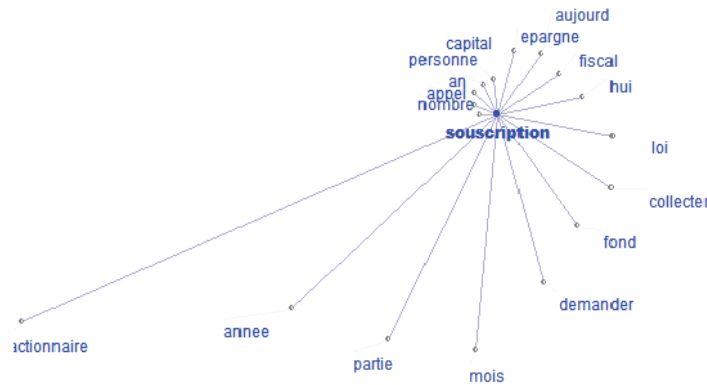 aujourd
epargne
capital
personne
fiscal
an
hui
appel
nombre
souscription
loi
collecter
fond
demander
annee
actionnaire
partie
mois